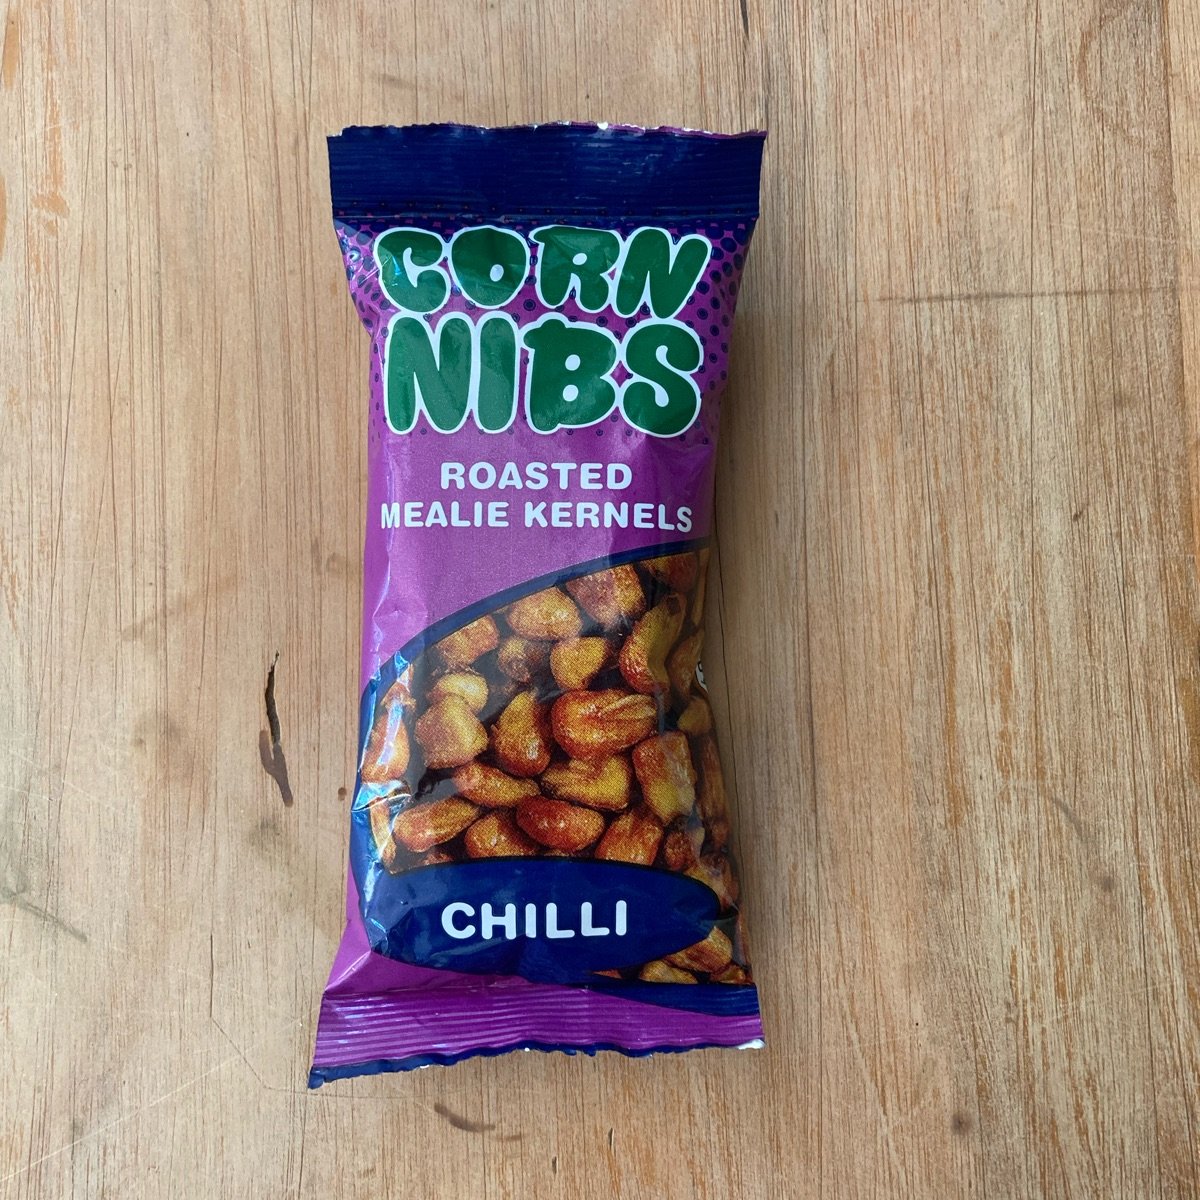 CORN
NIBS
ROASTED
MEALIE KERNELS
CHILLI